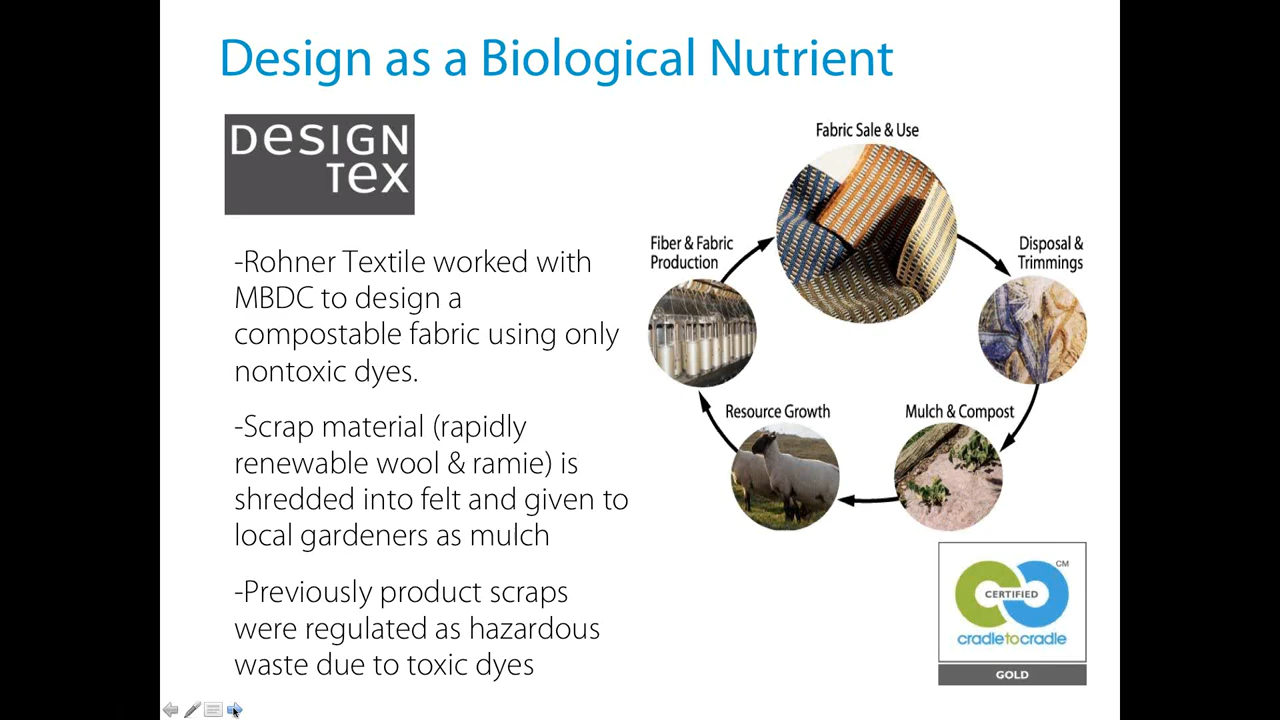 Design as a Biological Nutrient
DESIGN
TEX
-Rohner Textile worked with
MBDC to design a
compostable fabric using only
nontoxic dyes.
-Scrap material (rapidly
renewable wool & ramie) is
shredded into felt and given to
local gardeners as mulch
-Previously product scraps
were regulated as hazardous
waste due to toxic dyes
Fabric Sale & Use
Fiber & Fabric
Production
Disposal &
Trimmings
Resource Growth
Mulch & Compost
CM
CERTIFIED
cradletocradle
GOLD